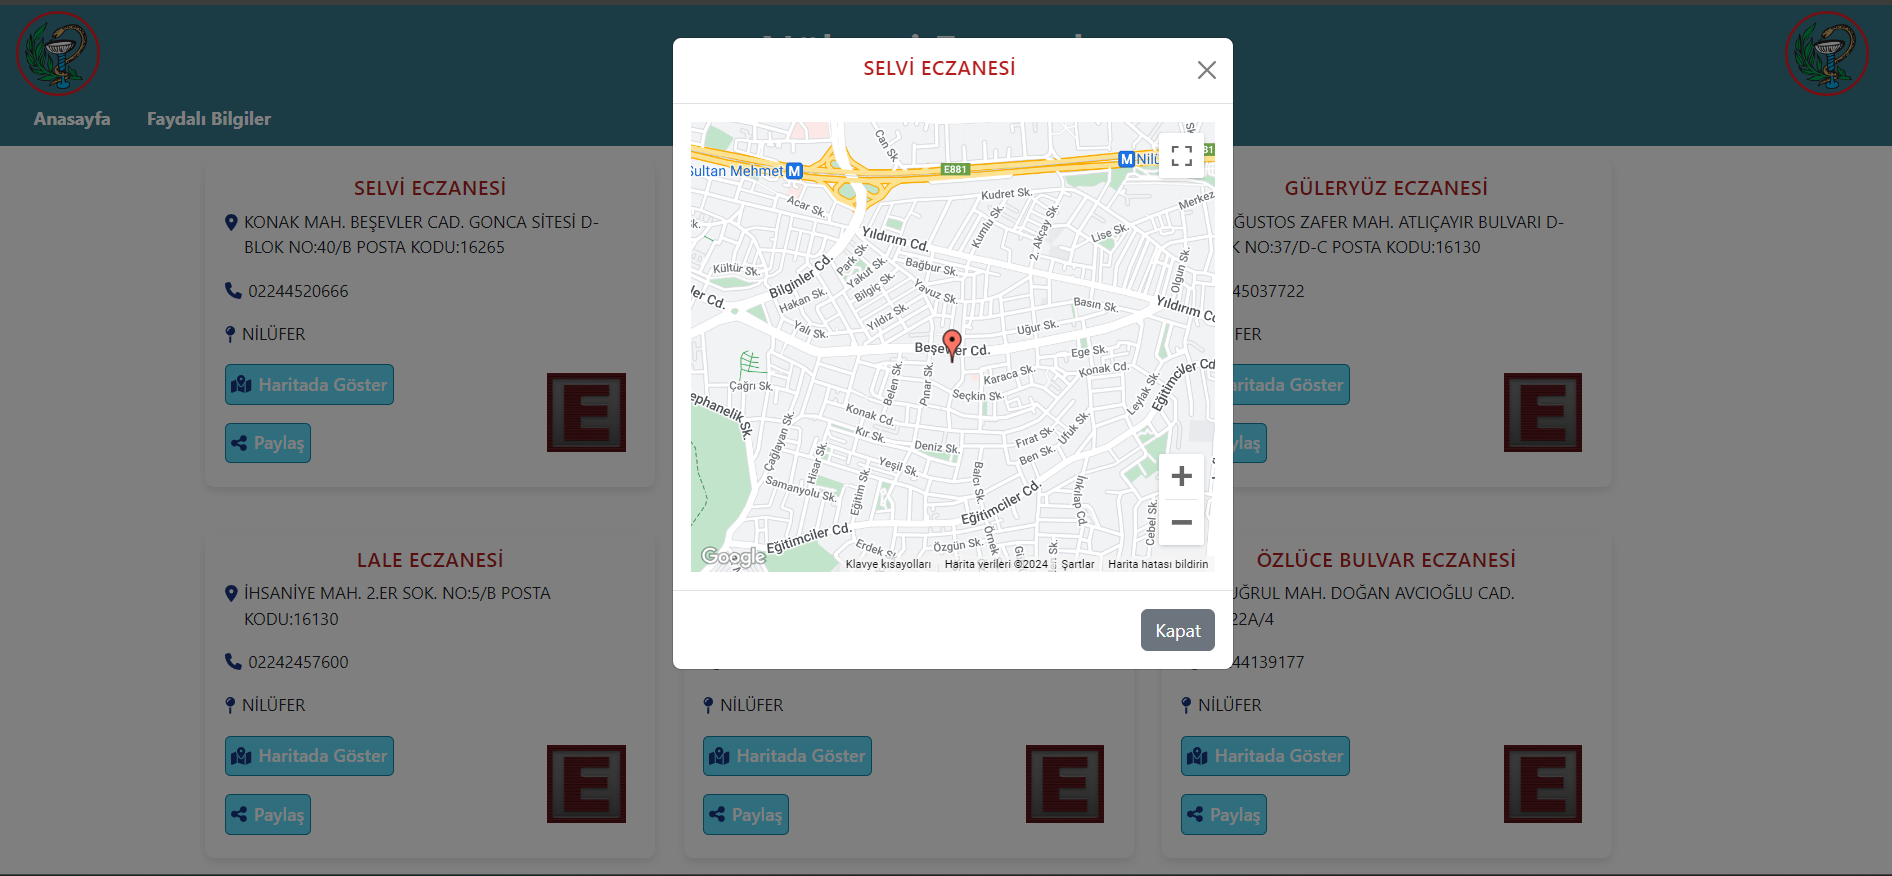 Anasayfa
Faydalı Bilgiler
SELVİ ECZANESİ
KONAK MAH. BEŞEVLER CAD. GONCA SİTESİ D-
BLOK NO:40/B POSTA KODU:16265
02244520666
NİLÜFER
Haritada Göster
Paylaş
E
SELVİ ECZANESİ
Can Sk.
Sultan Mehmet
M
E881
M
Nilü
Acar Sk.
Kudret Sk.
Merkez
Kumlu Sk.
2. Akçay Sk.
Lise Sk.
Yıldırım Cd.
Park Sk.
Yakut Sk.
Bağbur Sk.
Olgun Sk.
Kültür Sk.
Bilginler Cd.
Bilgiç Sk.
ler Cd.
Hakan Sk.
Yavuz Sk.
Basın Sk.
Yıldırım Cd
Yıldız Sk.
Yalı Sk.
Uğur Sk.
Beşevler Cd.
Ege Sk.
Çağrı Sk.
Belen Sk.
Pınar Sk.
Karaca Sk.
Konak Cd.
Eğitimciler Cd
Seçkin Sk.
Leylak Sk.
ephanelik Sk.
Konak Cd.
Kır Sk.
Çağlayan Sk.
Hisar Sk.
Deniz Sk.
Fırat Sk.
Ufuk Sk.
Ben Sk.
Yeşil Sk.
Balcı Sk.
Samanyolu Sk.
Eğitim Sk.
Eğitimciler Cd.
İnkılap Cd.
Cebel Sk.
Eğitimciler Cd.
Erdek Sk.
Özgün Sk.
Örnek
Google
Klavye kısayolları
Harita verileri ©2024
Şartlar
Harita hatası bildirin
Kapat
GÜLERYÜZ ECZANESİ
ĞUSTOS ZAFER MAH. ATLIÇAYIR BULVARI D-
K NO:37/D-C POSTA KODU:16130
45037722
FER
aritada Göster
ylaş
E
LALE ECZANESİ
İHSANİYE MAH. 2.ER SOK. NO:5/B POSTA
KODU:16130
02242457600
NİLÜFER
Haritada Göster
Paylaş
E
NİLÜFER
Haritada Göster
Paylaş
E
ÖZLÜCE BULVAR ECZANESİ
UĞRUL MAH. DOĞAN AVCIOĞLU CAD.
22A/4
44139177
NİLÜFER
Haritada Göster
Paylaş
E